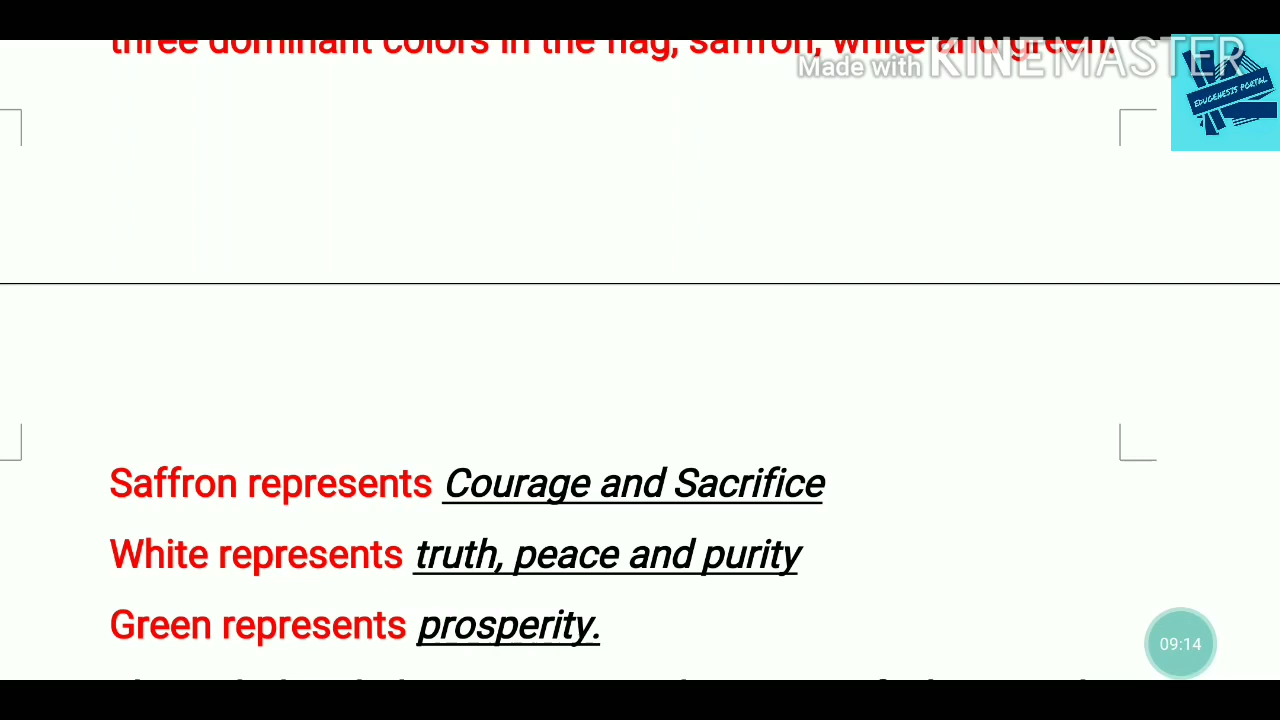 three dominant colors in the flag, saffron, white and green.
Made with KINEMASTER
EDUGENESIS PORTAL
Saffron represents Courage and Sacrifice
White represents truth, peace and purity
Green represents prosperity.
09:14